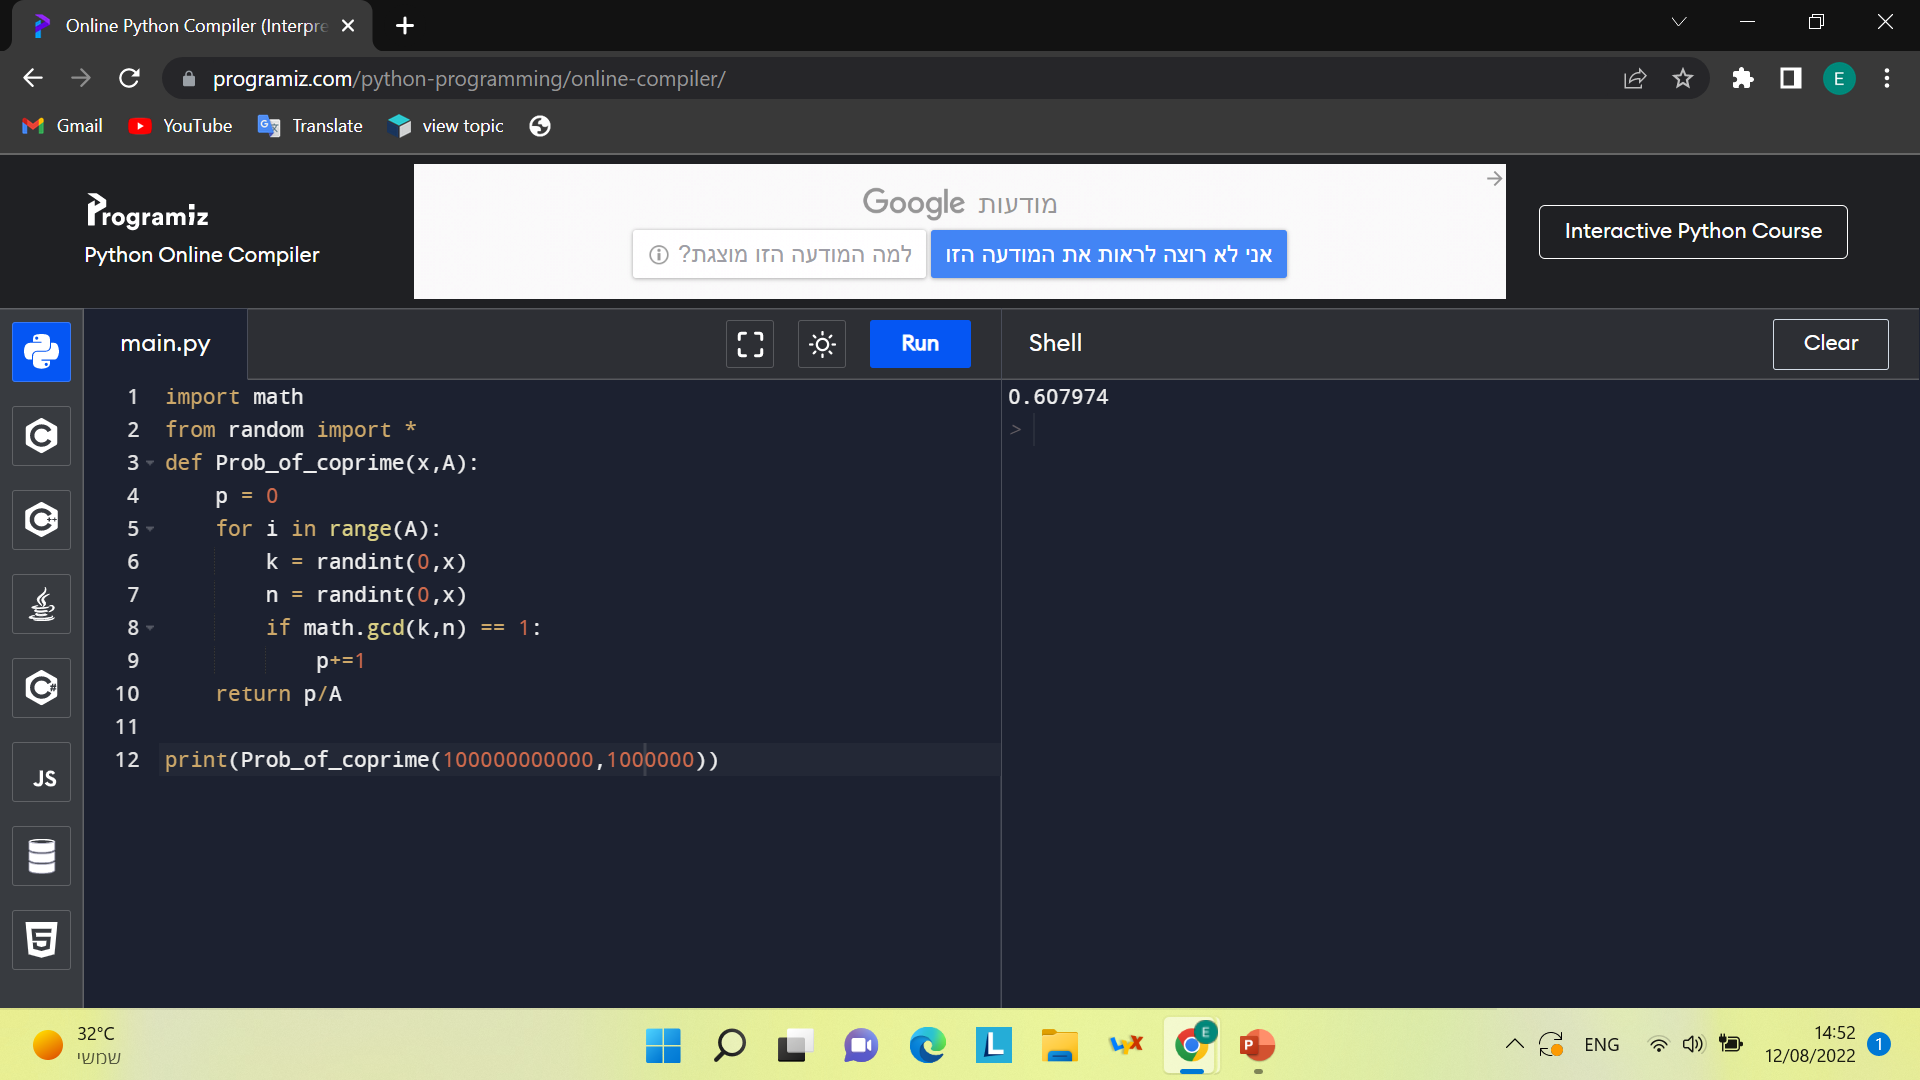 Online Python Compiler (Interpre
programiz.com/python-programming/online-compiler/
E
Gmail
YouTube
Translate
view topic
Programiz
Python Online Compiler
Google מודעות
למה המודעה הזו מוצגת?
אני לא רוצה לראות את המודעה הזו
Interactive Python Course
main.py
Run
Shell
Clear
1 import math
2 from random import *
3 def Prob_of_coprime(x,A):
4     p = 0
5     for i in range(A):
6         k = randint(0,x)
7         n = randint(0,x)
8         if math.gcd(k,n) == 1:
9             p+=1
10     return p/A
11
12 print(Prob_of_coprime(100000000000,1000000))
0.607974
>
C
C++
C#
JS
5
32°C
שמשי
L
E
P
ENG
14:52
12/08/2022
1